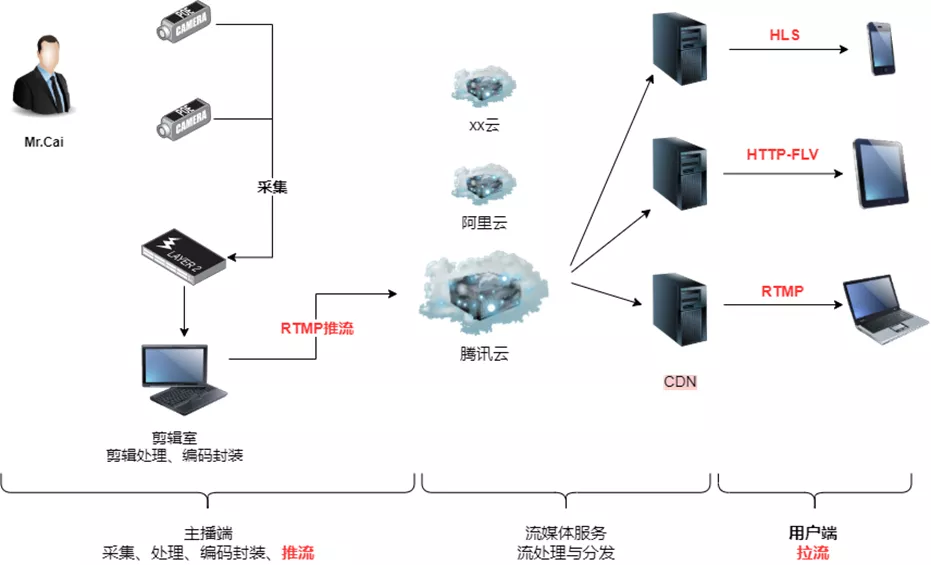 POE
CAMERA
Mr.Cai
POE
CAMERA
采集
LAYER 2
RTMP推流
剪辑室
剪辑处理、编码封装
xx云
阿里云
腾讯云
CDN
HLS
HTTP-FLV
RTMP
主播端
采集、处理、编码封装、推流
流媒体服务
流处理与分发
用户端
拉流